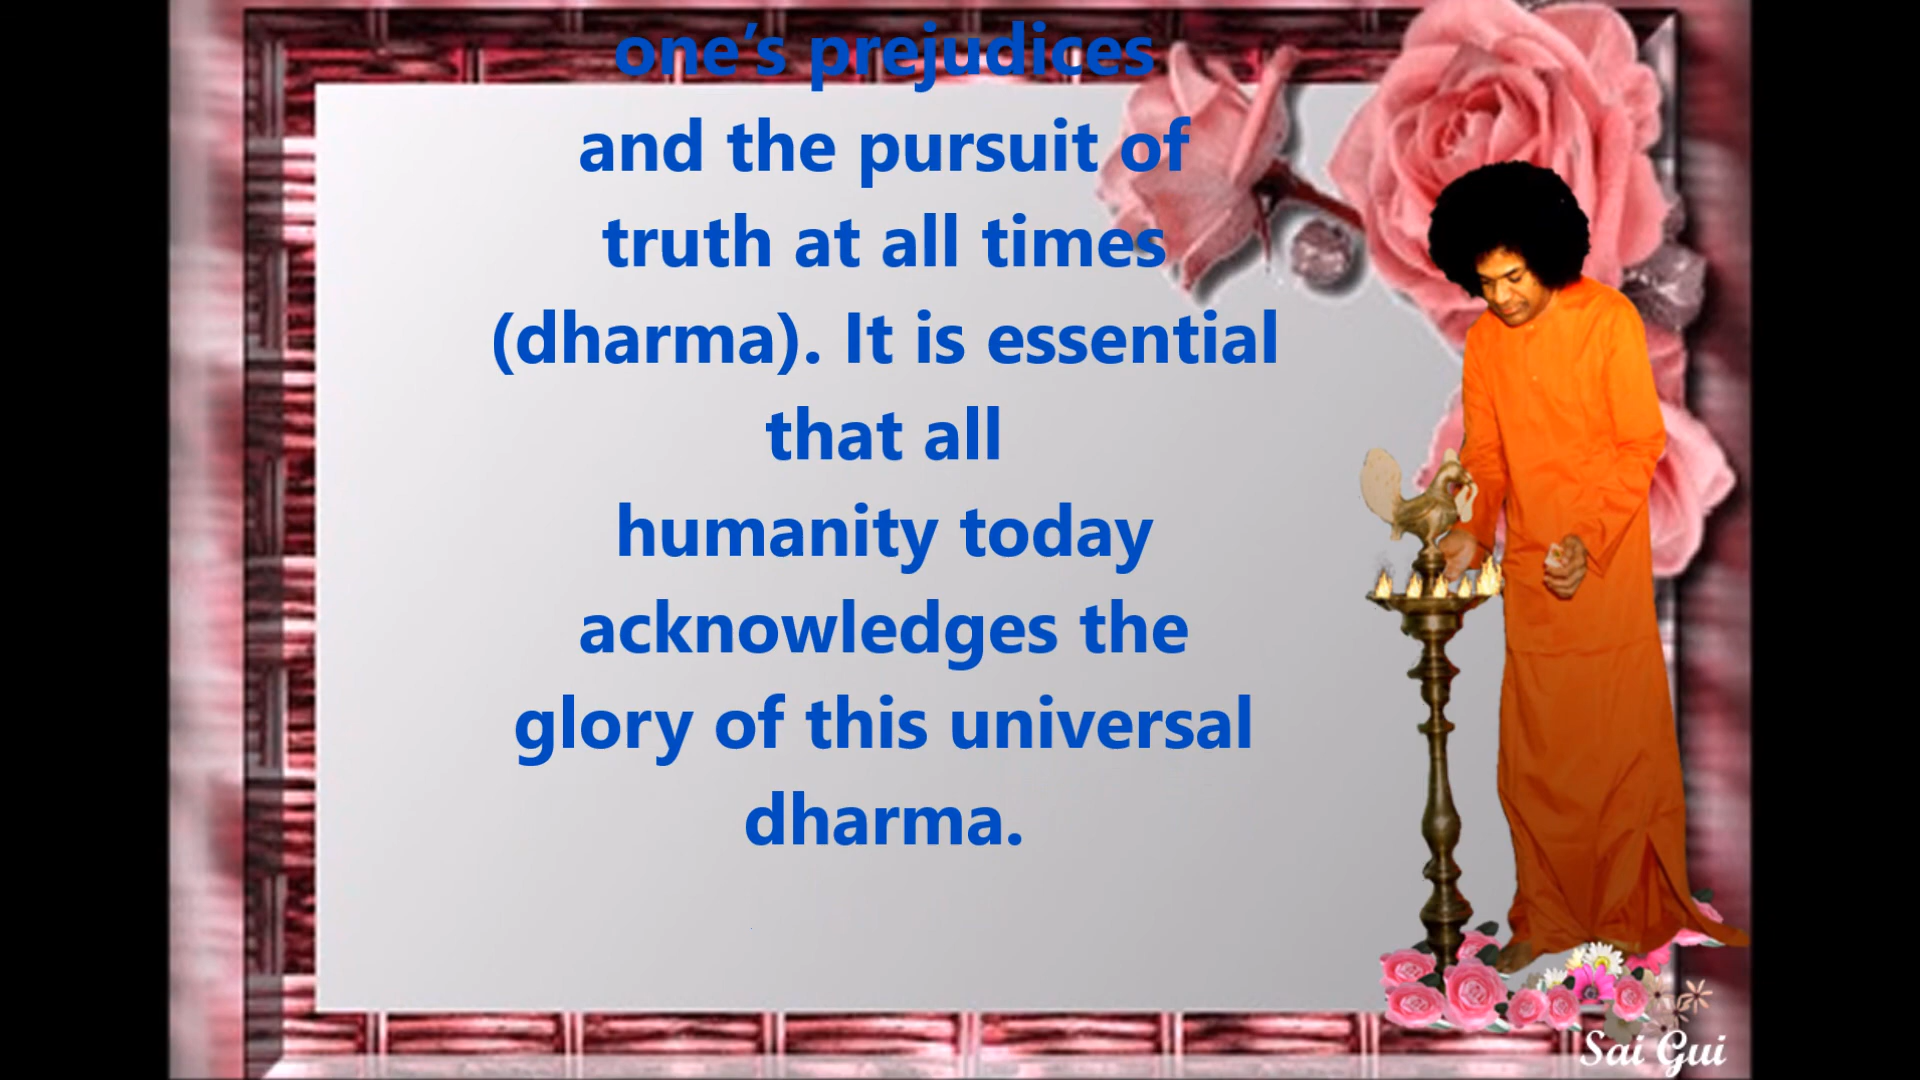 one’s prejudices
and the pursuit of
truth at all times
(dharma). It is essential
that all
humanity today
acknowledges the
glory of this universal
dharma.
Sai Gui